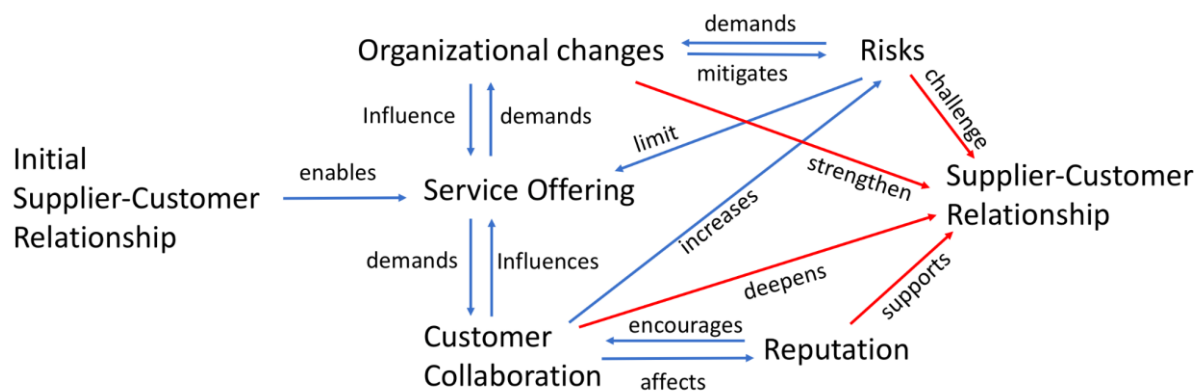 demands
Organizational changes
Risks
mitigates
challenge
Influence
demands
limit
Initial
Supplier-Customer
Relationship
enables
Service Offering
strengthen
Supplier-Customer
Relationship
increases
demands
Influences
deepens
supports
Customer
Collaboration
encourages
Reputation
affects